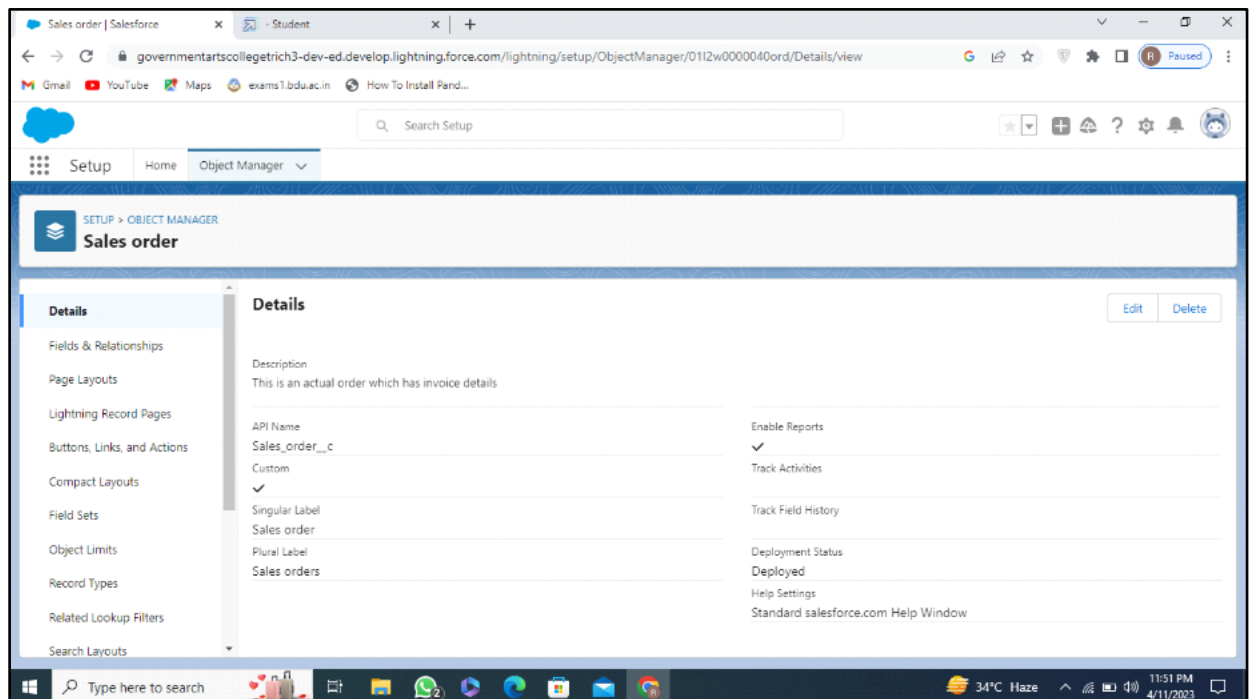 Sales order | Salesforce
- Student
governmentartscollegetrich3-dev-ed.develop.lightning.force.com/lightning/setup/ObjectManager/01I2w0000040ord/Details/view
G
R Paused
Gmail YouTube Maps exams1.bdu.ac.in How To Install Pand...
Search Setup
Setup Home Object Manager
SETUP > OBJECT MANAGER
Sales order
Details
Fields & Relationships
Page Layouts
Lightning Record Pages
Buttons, Links, and Actions
Compact Layouts
Field Sets
Object Limits
Record Types
Related Lookup Filters
Search Layouts
Details
Edit Delete
Description
This is an actual order which has invoice details
API Name
Sales_order__c
Custom
Singular Label
Sales order
Plural Label
Sales orders
Enable Reports
Track Activities
Track Field History
Deployment Status
Deployed
Help Settings
Standard salesforce.com Help Window
Type here to search
34°C Haze
11:51 PM
4/11/2023